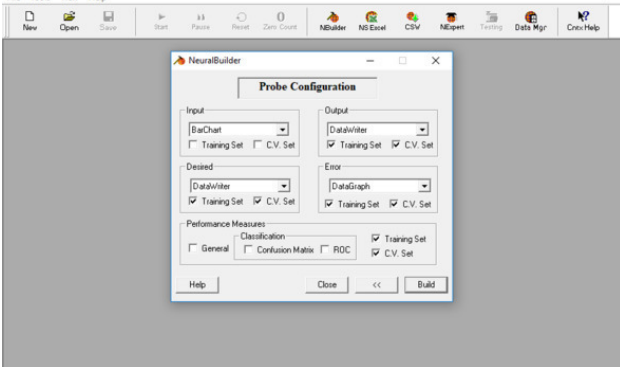 New Open Save Start Pause Reset Zero Count NBuilder NS Excel CSV NExpert Testing Data Mgr Cntx Help
0
NeuralBuilder
Probe Configuration
Input
BarChart
Training Set C.V. Set
Output
DataWriter
Training Set C.V. Set
Desired
DataWriter
Training Set C.V. Set
Error
DataGraph
Training Set C.V. Set
Performance Measures
Classification
General Confusion Matrix ROC
Training Set
C.V. Set
Help Close << Build